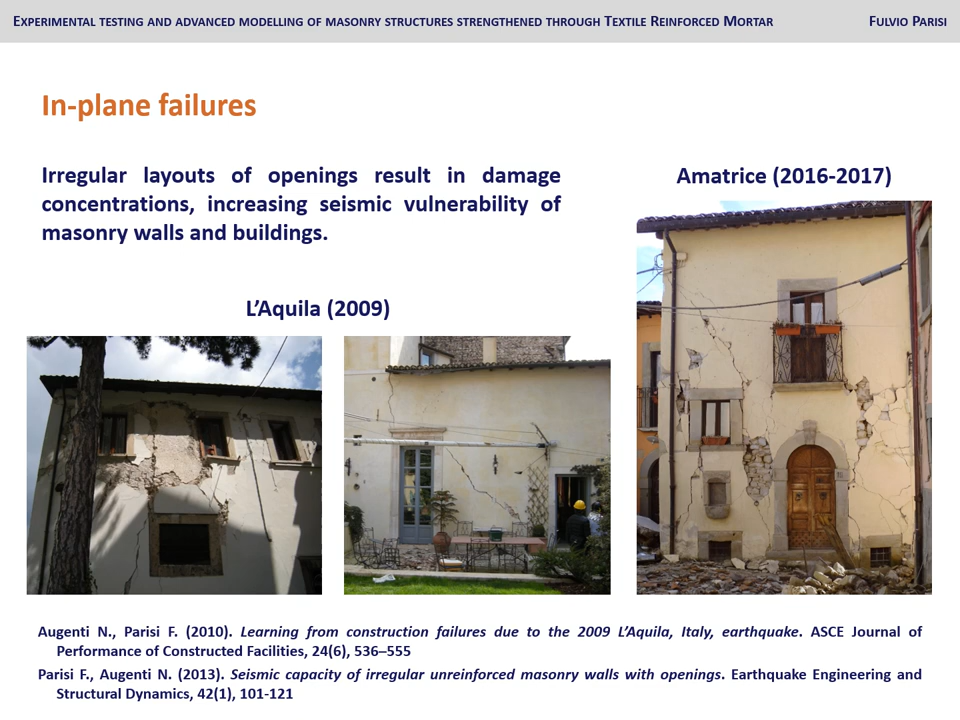 EXPERIMENTAL TESTING AND ADVANCED MODELLING OF MASONRY STRUCTURES STRENGTHENED THROUGH TEXTILE REINFORCED MORTAR FULVIO PARISI
In-plane failures
Irregular layouts of openings result in damage
concentrations, increasing seismic vulnerability of
masonry walls and buildings.
Amatrice (2016-2017)
L’Aquila (2009)
Augenti N., Parisi F. (2010). Learning from construction failures due to the 2009 L’Aquila, Italy, earthquake. ASCE Journal of
Performance of Constructed Facilities, 24(6), 536–555
Parisi F., Augenti N. (2013). Seismic capacity of irregular unreinforced masonry walls with openings. Earthquake Engineering and
Structural Dynamics, 42(1), 101-121